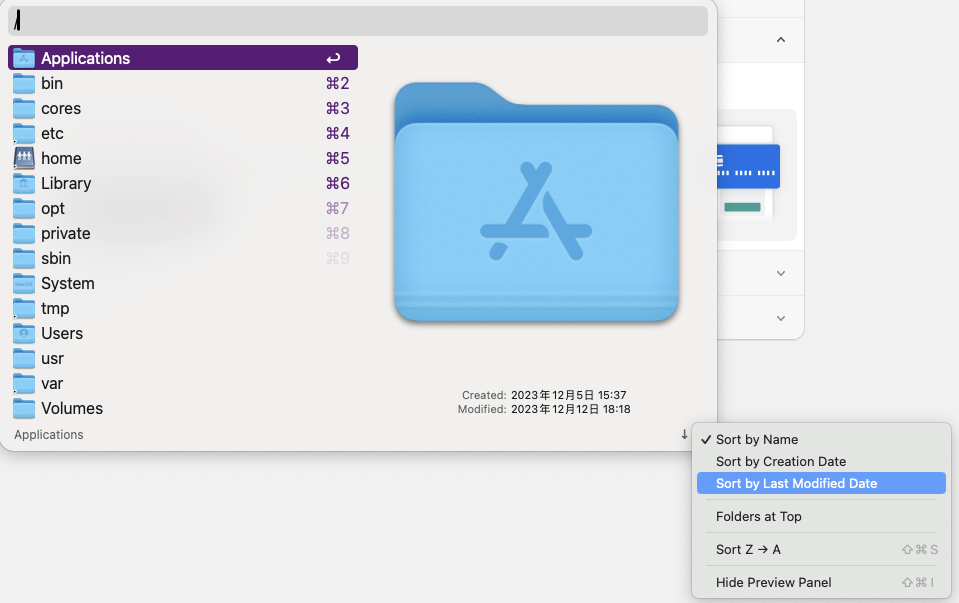 /
Applications ↩
bin ⌘2
cores ⌘3
etc ⌘4
home ⌘5
Library ⌘6
opt ⌘7
private ⌘8
sbin ⌘9
System
tmp
Users
usr
var
Volumes
Created: 2023年12月5日 15:37
Modified: 2023年12月12日 18:18
Applications ↓
✓ Sort by Name
Sort by Creation Date
Sort by Last Modified Date
Folders at Top
Sort Z → A ⇧⌘S
Hide Preview Panel ⇧⌘I